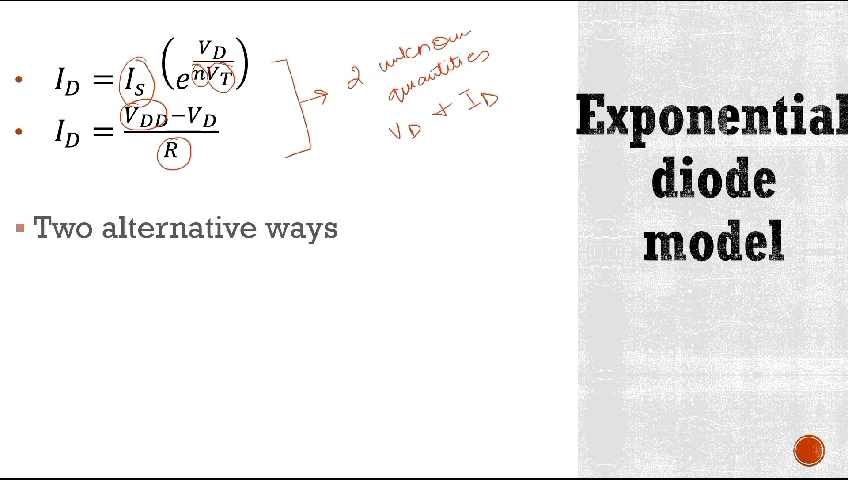 • I_D = I_s (e^(V_D/nV_T))
• I_D = (V_DD − V_D)/R
2 unknown
quantities
V_D + I_D
▪ Two alternative ways
Exponential
diode
model